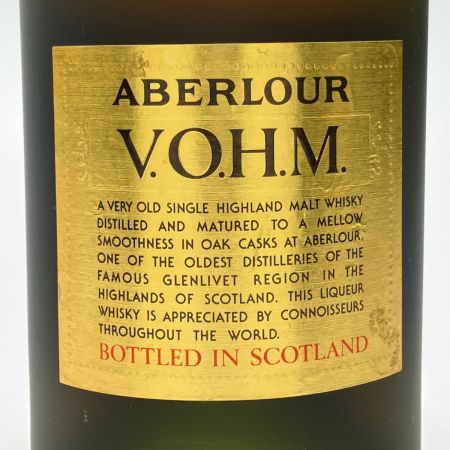 ABERLOUR
V.O.H.M.
A VERY OLD SINGLE HIGHLAND MALT WHISKY
DISTILLED AND MATURED TO A MELLOW
SMOOTHNESS IN OAK CASKS AT ABERLOUR,
ONE OF THE OLDEST DISTILLERIES OF THE
FAMOUS GLENLIVET REGION IN THE
HIGHLANDS OF SCOTLAND. THIS LIQUEUR
WHISKY IS APPRECIATED BY CONNOISSEURS
THROUGHOUT THE WORLD.
BOTTLED IN SCOTLAND